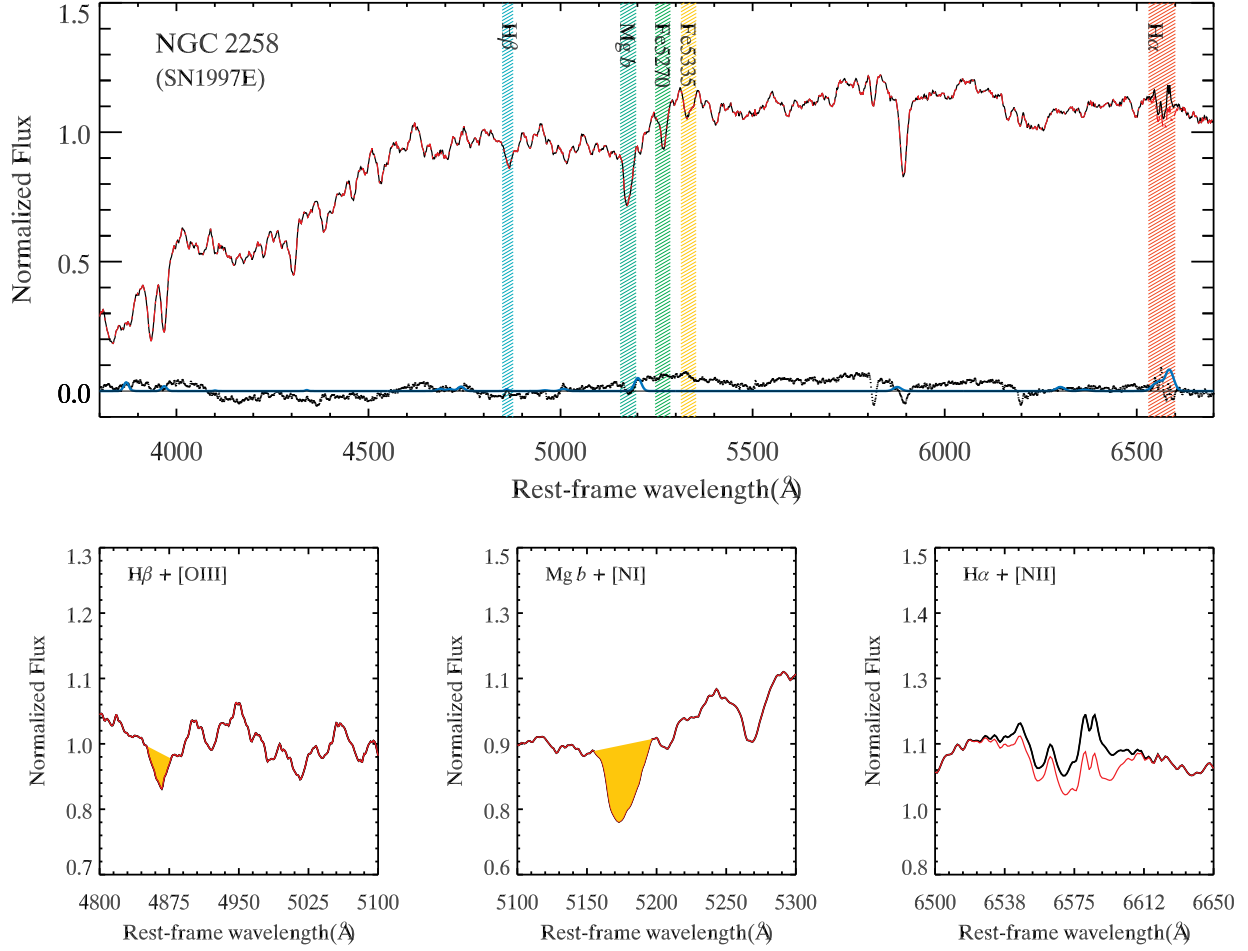 NGC 2258
(SN1997E)
Hβ
Mg b
Fe5270
Fe5335
Hα
Normalized Flux
1.5
1.0
0.5
0.0
4000 4500 5000 5500 6000 6500
Rest-frame wavelength(Å)
Hβ + [OIII]
Normalized Flux
1.3
1.2
1.1
1.0
0.8
0.7
4800 4875 4950 5025 5100
Rest-frame wavelength(Å)
Mg b + [NI]
Normalized Flux
1.5
1.3
1.1
0.9
0.8
0.6
5100 5150 5200 5250 5300
Rest-frame wavelength(Å)
Hα + [NII]
Normalized Flux
1.5
1.4
1.3
1.1
1.0
0.8
6500 6538 6575 6612 6650
Rest-frame wavelength(Å)